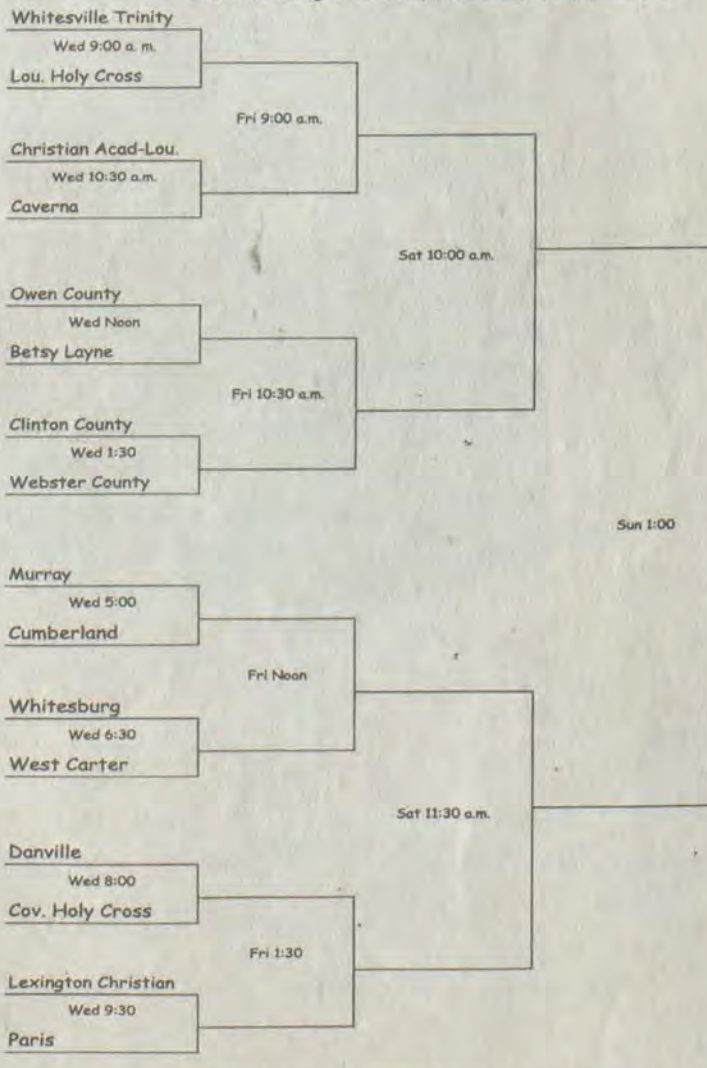 Whitesville Trinity
Wed 9:00 a. m.
Lou. Holy Cross
Fri 9:00 a.m.
Christian Acad-Lou.
Wed 10:30 a.m.
Caverna
Sat 10:00 a.m.
Owen County
Wed Noon
Betsy Layne
Fri 10:30 a.m.
Clinton County
Wed 1:30
Webster County
Sun 1:00
Murray
Wed 5:00
Cumberland
Fri Noon
Whitesburg
Wed 6:30
West Carter
Sat 11:30 a.m.
Danville
Wed 8:00
Cov. Holy Cross
Fri 1:30
Lexington Christian
Wed 9:30
Paris